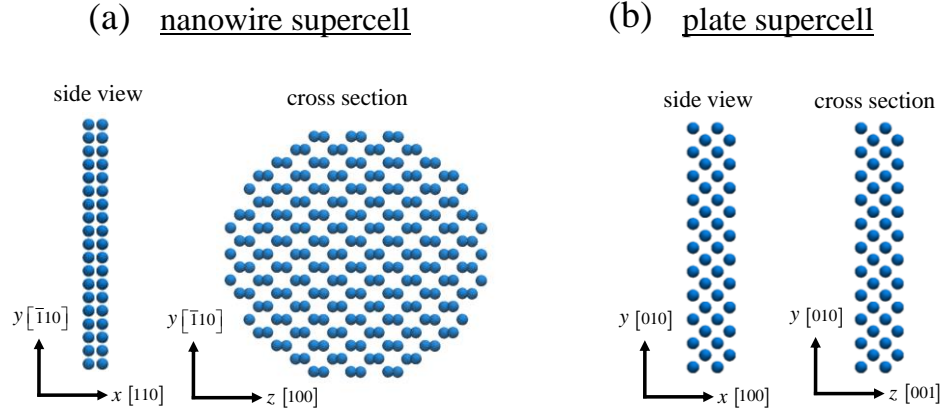 (a) nanowire supercell
side view
cross section
y [1̄10]
x [110]
y [1̄10]
z [100]
(b) plate supercell
side view
cross section
y [010]
x [100]
y [010]
z [001]